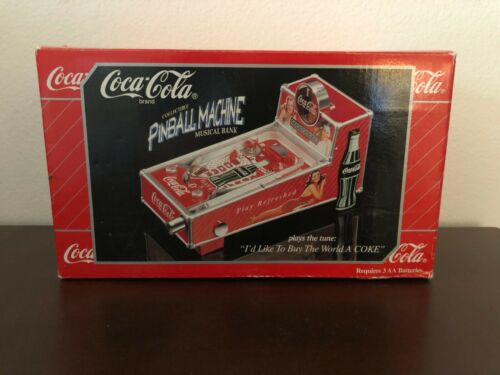 Coca-Cola
Coca-Cola®
brand
COLLECTIBLE
PINBALL MACHINE
MUSICAL BANK
Coca-Cola
Coca-Cola
Coca-Cola
Play Refreshed
plays the tune:
"I'd Like To Buy The World A COKE"
Coca
Cola®
Requires 3 AA Batteries